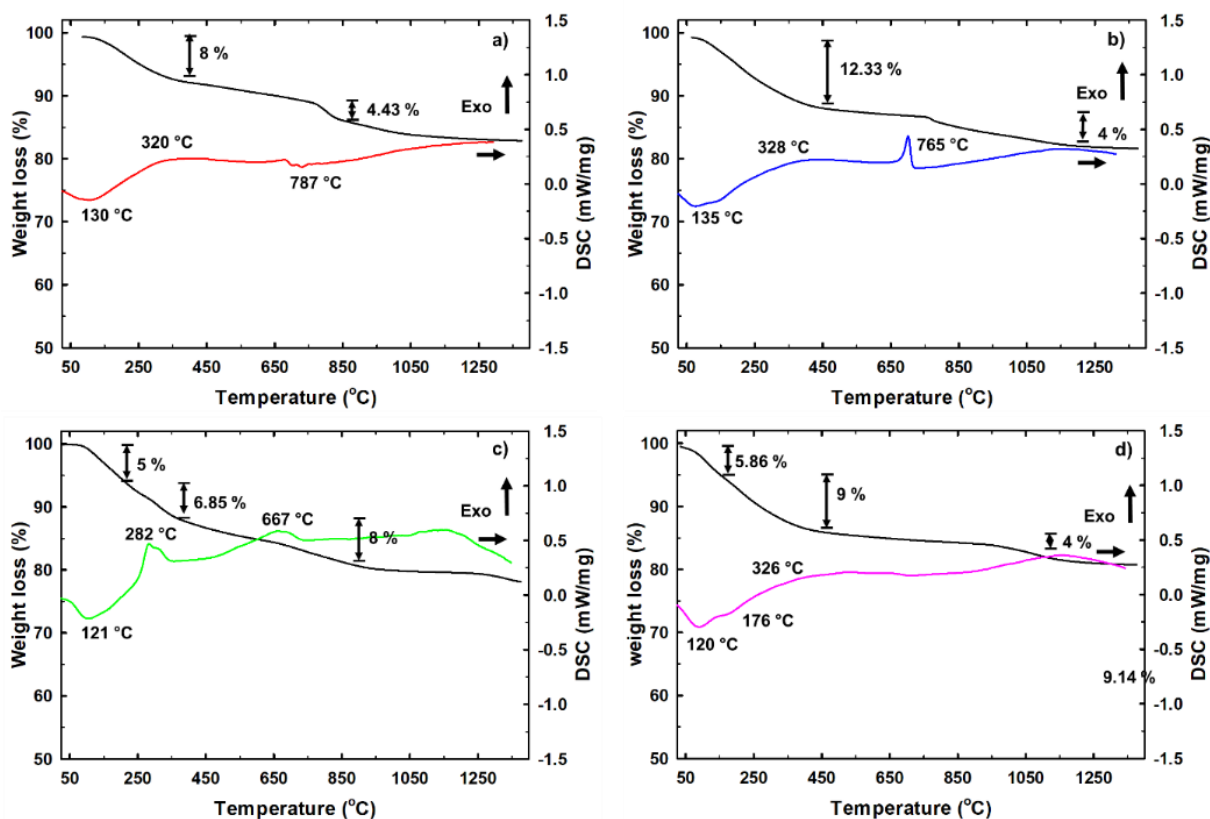 a)
100
90
80
70
60
50
Weight loss (%)
8 %
4.43 %
Exo
320 °C
787 °C
130 °C
1.5
1.0
0.5
0.0
-0.5
-1.0
-1.5
DSC (mW/mg)
50 250 450 650 850 1050 1250
Temperature (°C)
b)
100
90
80
70
60
50
Weight loss (%)
12.33 %
Exo
4 %
328 °C
765 °C
135 °C
1.5
1.0
0.5
0.0
-0.5
-1.0
-1.5
DSC (mW/mg)
50 250 450 650 850 1050 1250
Temperature (°C)
c)
100
90
80
70
60
50
Weight loss (%)
5 %
6.85 %
Exo
282 °C
667 °C
8 %
121 °C
1.5
1.0
0.5
0.0
-0.5
-1.0
-1.5
DSC (mW/mg)
50 250 450 650 850 1050 1250
Temperature (°C)
d)
100
90
80
70
60
50
weight loss (%)
5.86 %
9 %
Exo
4 %
326 °C
176 °C
120 °C
9.14 %
1.5
1.0
0.5
0.0
-0.5
-1.0
-1.5
DSC (mW/mg)
50 250 450 650 850 1050 1250
Temperature (°C)